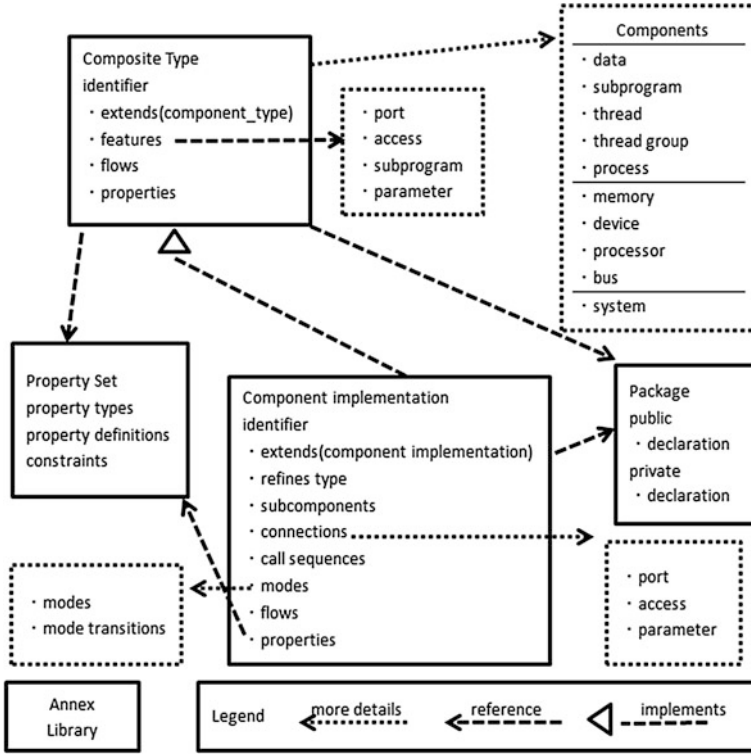 Composite Type
identifier
・extends(component_type)
・features
・flows
・properties
・port
・access
・subprogram
・parameter
Components
・data
・subprogram
・thread
・thread group
・process
・memory
・device
・processor
・bus
・system
Property Set
property types
property definitions
constraints
Component implementation
identifier
・extends(component implementation)
・refines type
・subcomponents
・connections
・call sequences
・modes
・flows
・properties
Package
public
・declaration
private
・declaration
・modes
・mode transitions
・port
・access
・parameter
Annex
Library
Legend
more details
reference
implements